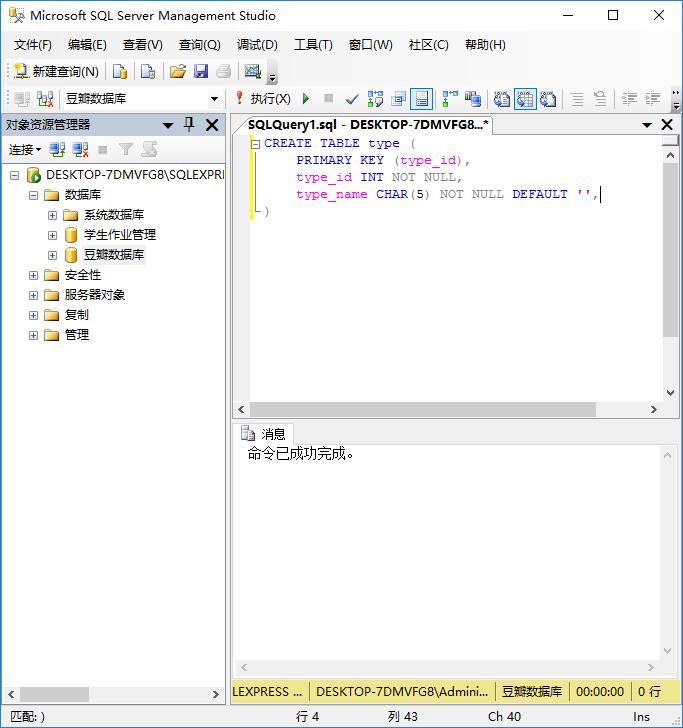 Microsoft SQL Server Management Studio
文件(F) 编辑(E) 查看(V) 查询(Q) 调试(D) 工具(T) 窗口(W) 社区(C) 帮助(H)
新建查询(N)
豆瓣数据库 执行(X)
对象资源管理器
连接
DESKTOP-7DMVFG8\SQLEXPRE
数据库
系统数据库
学生作业管理
豆瓣数据库
安全性
服务器对象
复制
管理
SQLQuery1.sql - DESKTOP-7DMVFG8...*
CREATE TABLE type (
PRIMARY KEY (type_id),
type_id INT NOT NULL,
type_name CHAR(5) NOT NULL DEFAULT '',
)
消息
命令已成功完成。
LEXPRESS ... DESKTOP-7DMVFG8\Admini... 豆瓣数据库 00:00:00 0 行
匹配: ) 行 4 列 43 Ch 40 Ins